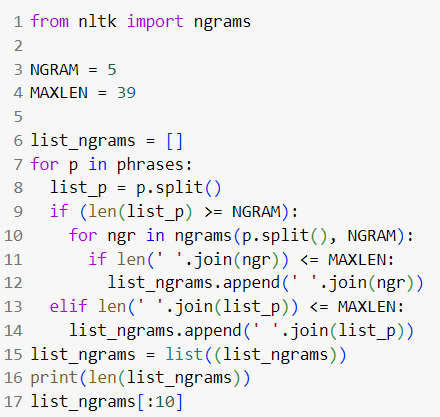 1 from nltk import ngrams
2
3 NGRAM = 5
4 MAXLEN = 39
5
6 list_ngrams = []
7 for p in phrases:
8   list_p = p.split()
9   if (len(list_p) >= NGRAM):
10     for ngr in ngrams(p.split(), NGRAM):
11       if len(' '.join(ngr)) <= MAXLEN:
12         list_ngrams.append(' '.join(ngr))
13   elif len(' '.join(list_p)) <= MAXLEN:
14     list_ngrams.append(' '.join(list_p))
15 list_ngrams = list((list_ngrams))
16 print(len(list_ngrams))
17 list_ngrams[:10]